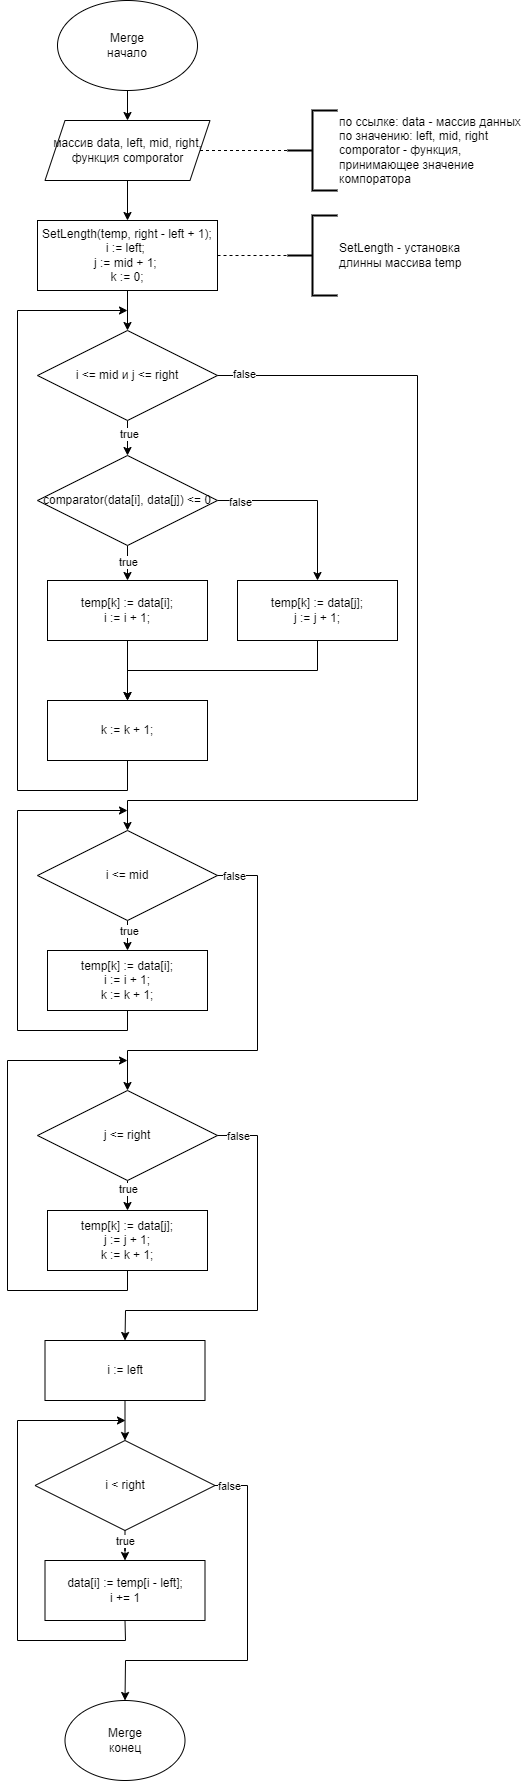 Merge
начало
массив data, left, mid, right,
функция comporator
по ссылке: data - массив данных
по значению: left, mid, right
comporator - функция,
принимающее значение
компоратора
SetLength(temp, right - left + 1);
i := left;
j := mid + 1;
k := 0;
SetLength - установка
длинны массива temp
i <= mid и j <= right
false
true
comparator(data[i], data[j]) <= 0
false
true
temp[k] := data[i];
i := i + 1;
temp[k] := data[j];
j := j + 1;
k := k + 1;
i <= mid
false
true
temp[k] := data[i];
i := i + 1;
k := k + 1;
j <= right
false
true
temp[k] := data[j];
j := j + 1;
k := k + 1;
i := left
i < right
false
true
data[i] := temp[i - left];
i += 1
Merge
конец